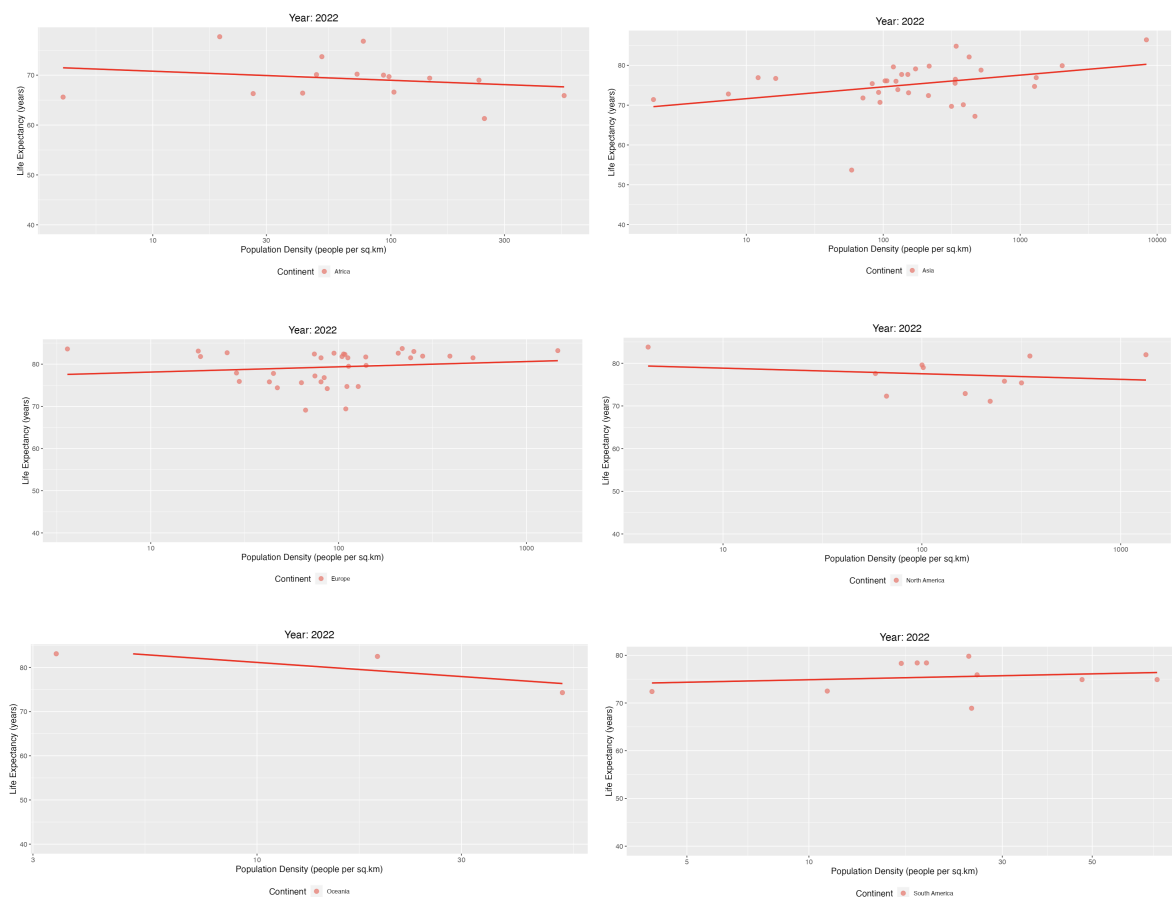 Year: 2022
Life Expectancy (years)
80
70
60
50
40
10
30
100
300
Population Density (people per sq.km)
Continent Africa
Year: 2022
Life Expectancy (years)
90
80
70
60
50
40
10
100
1000
10000
Population Density (people per sq.km)
Continent Asia
Year: 2022
Life Expectancy (years)
80
70
60
50
40
10
100
1000
Population Density (people per sq.km)
Continent Europe
Year: 2022
Life Expectancy (years)
80
70
60
50
40
10
100
1000
Population Density (people per sq.km)
Continent North America
Year: 2022
Life Expectancy (years)
80
70
60
50
40
3
10
30
Population Density (people per sq.km)
Continent Oceania
Year: 2022
Life Expectancy (years)
80
70
60
50
40
5
10
30
50
Population Density (people per sq.km)
Continent South America